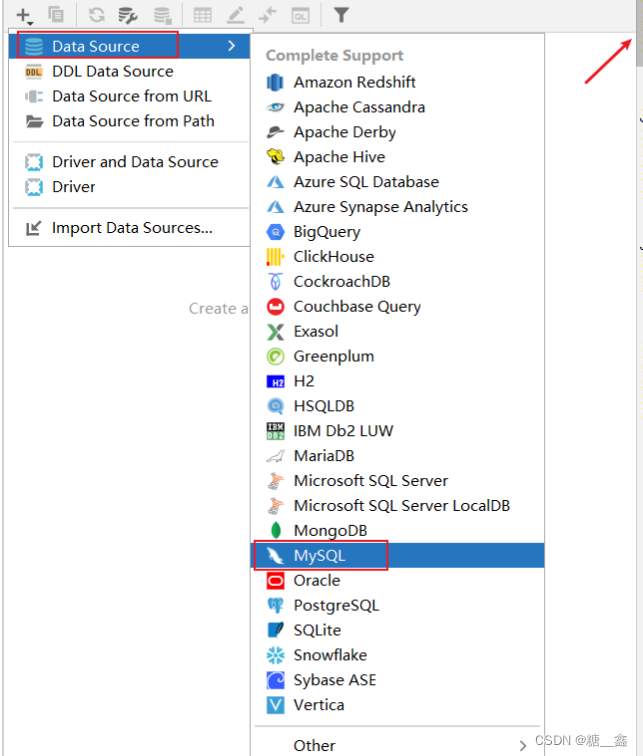 Data Source
DDL Data Source
Data Source from URL
Data Source from Path
Driver and Data Source
Driver
Import Data Sources...
Create a
Complete Support
Amazon Redshift
Apache Cassandra
Apache Derby
Apache Hive
Azure SQL Database
Azure Synapse Analytics
BigQuery
ClickHouse
CockroachDB
Couchbase Query
Exasol
Greenplum
H2
HSQLDB
IBM Db2 LUW
MariaDB
Microsoft SQL Server
Microsoft SQL Server LocalDB
MongoDB
MySQL
Oracle
PostgreSQL
SQLite
Snowflake
Sybase ASE
Vertica
Other
CSDN @糖__鑫